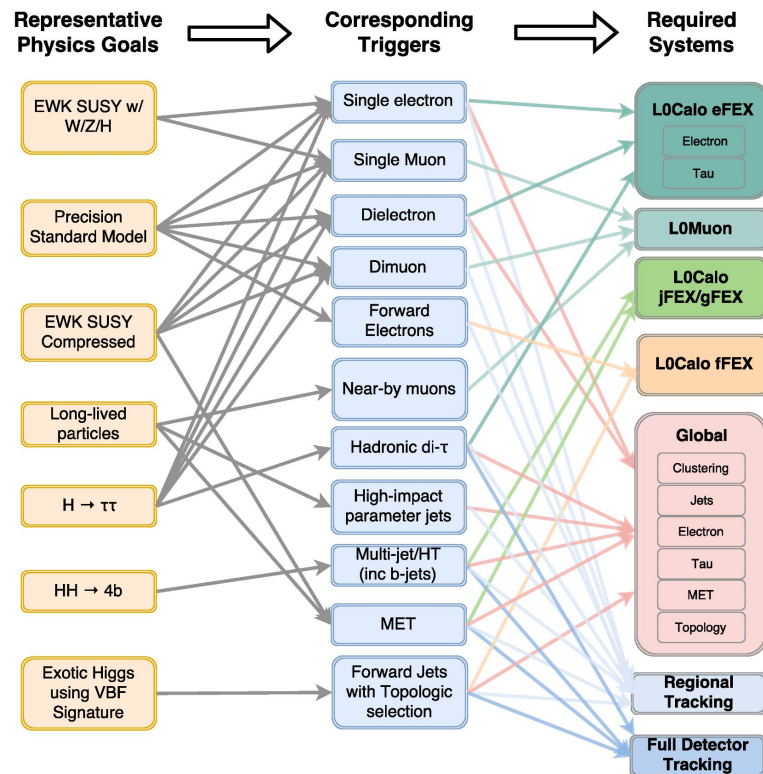 Representative
Physics Goals
Corresponding
Triggers
Required
Systems
EWK SUSY w/
W/Z/H
Precision
Standard Model
EWK SUSY
Compressed
Long-lived
particles
H → ττ
HH → 4b
Exotic Higgs
using VBF
Signature
Single electron
Single Muon
Dielectron
Dimuon
Forward
Electrons
Near-by muons
Hadronic di-τ
High-impact
parameter jets
Multi-jet/HT
(inc b-jets)
MET
Forward Jets
with Topologic
selection
L0Calo eFEX
Electron
Tau
L0Muon
L0Calo
jFEX/gFEX
L0Calo fFEX
Global
Clustering
Jets
Electron
Tau
MET
Topology
Regional
Tracking
Full Detector
Tracking